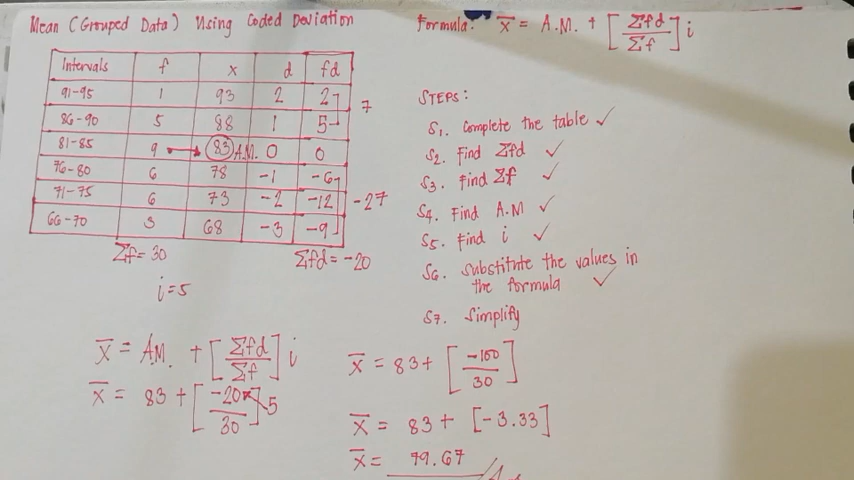 Mean (Grouped Data) Using Coded Deviation
Formula: x̄ = A.M. + [Σfd/Σf] i
Intervals f x d fd
91-95 1 93 2 2
86-90 5 88 1 5
7
81-85 9 83 A.M. 0 0
76-80 6 78 -1 -6
71-75 6 73 -2 -12
-27
66-70 3 68 -3 -9
Σf = 30 Σfd = -20
i = 5
STEPS:
S1. Complete the table ✓
S2. Find Σfd ✓
S3. Find Σf ✓
S4. Find A.M ✓
S5. Find i ✓
S6. Substitute the values in
the formula ✓
S7. Simplify
x̄ = A.M. + [Σfd/Σf] i
x̄ = 83 + [-20/30] 5
x̄ = 83 + [-100/30]
x̄ = 83 + [-3.33]
x̄ = 79.67